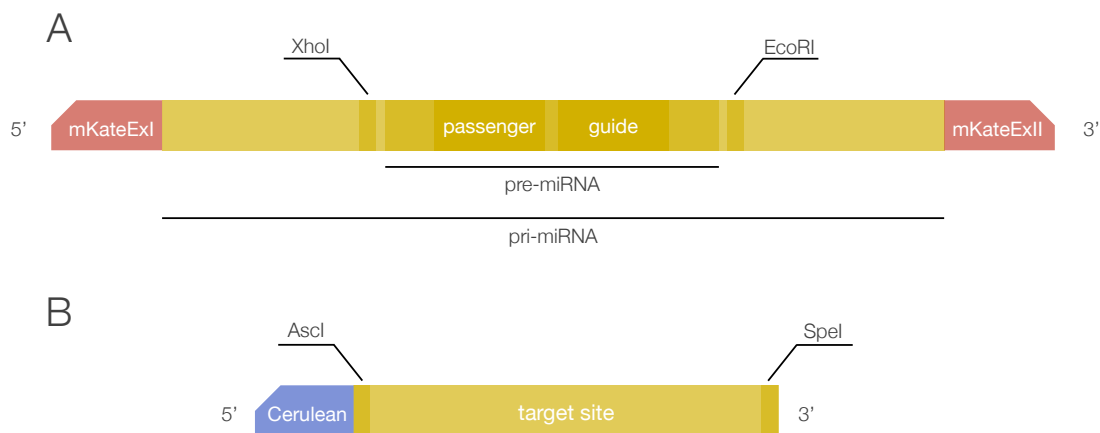 A
XhoI
EcoRI
5’ mKateExI passenger guide mKateExII 3’
pre-miRNA
pri-miRNA
B
AscI
SpeI
5’ Cerulean target site 3’